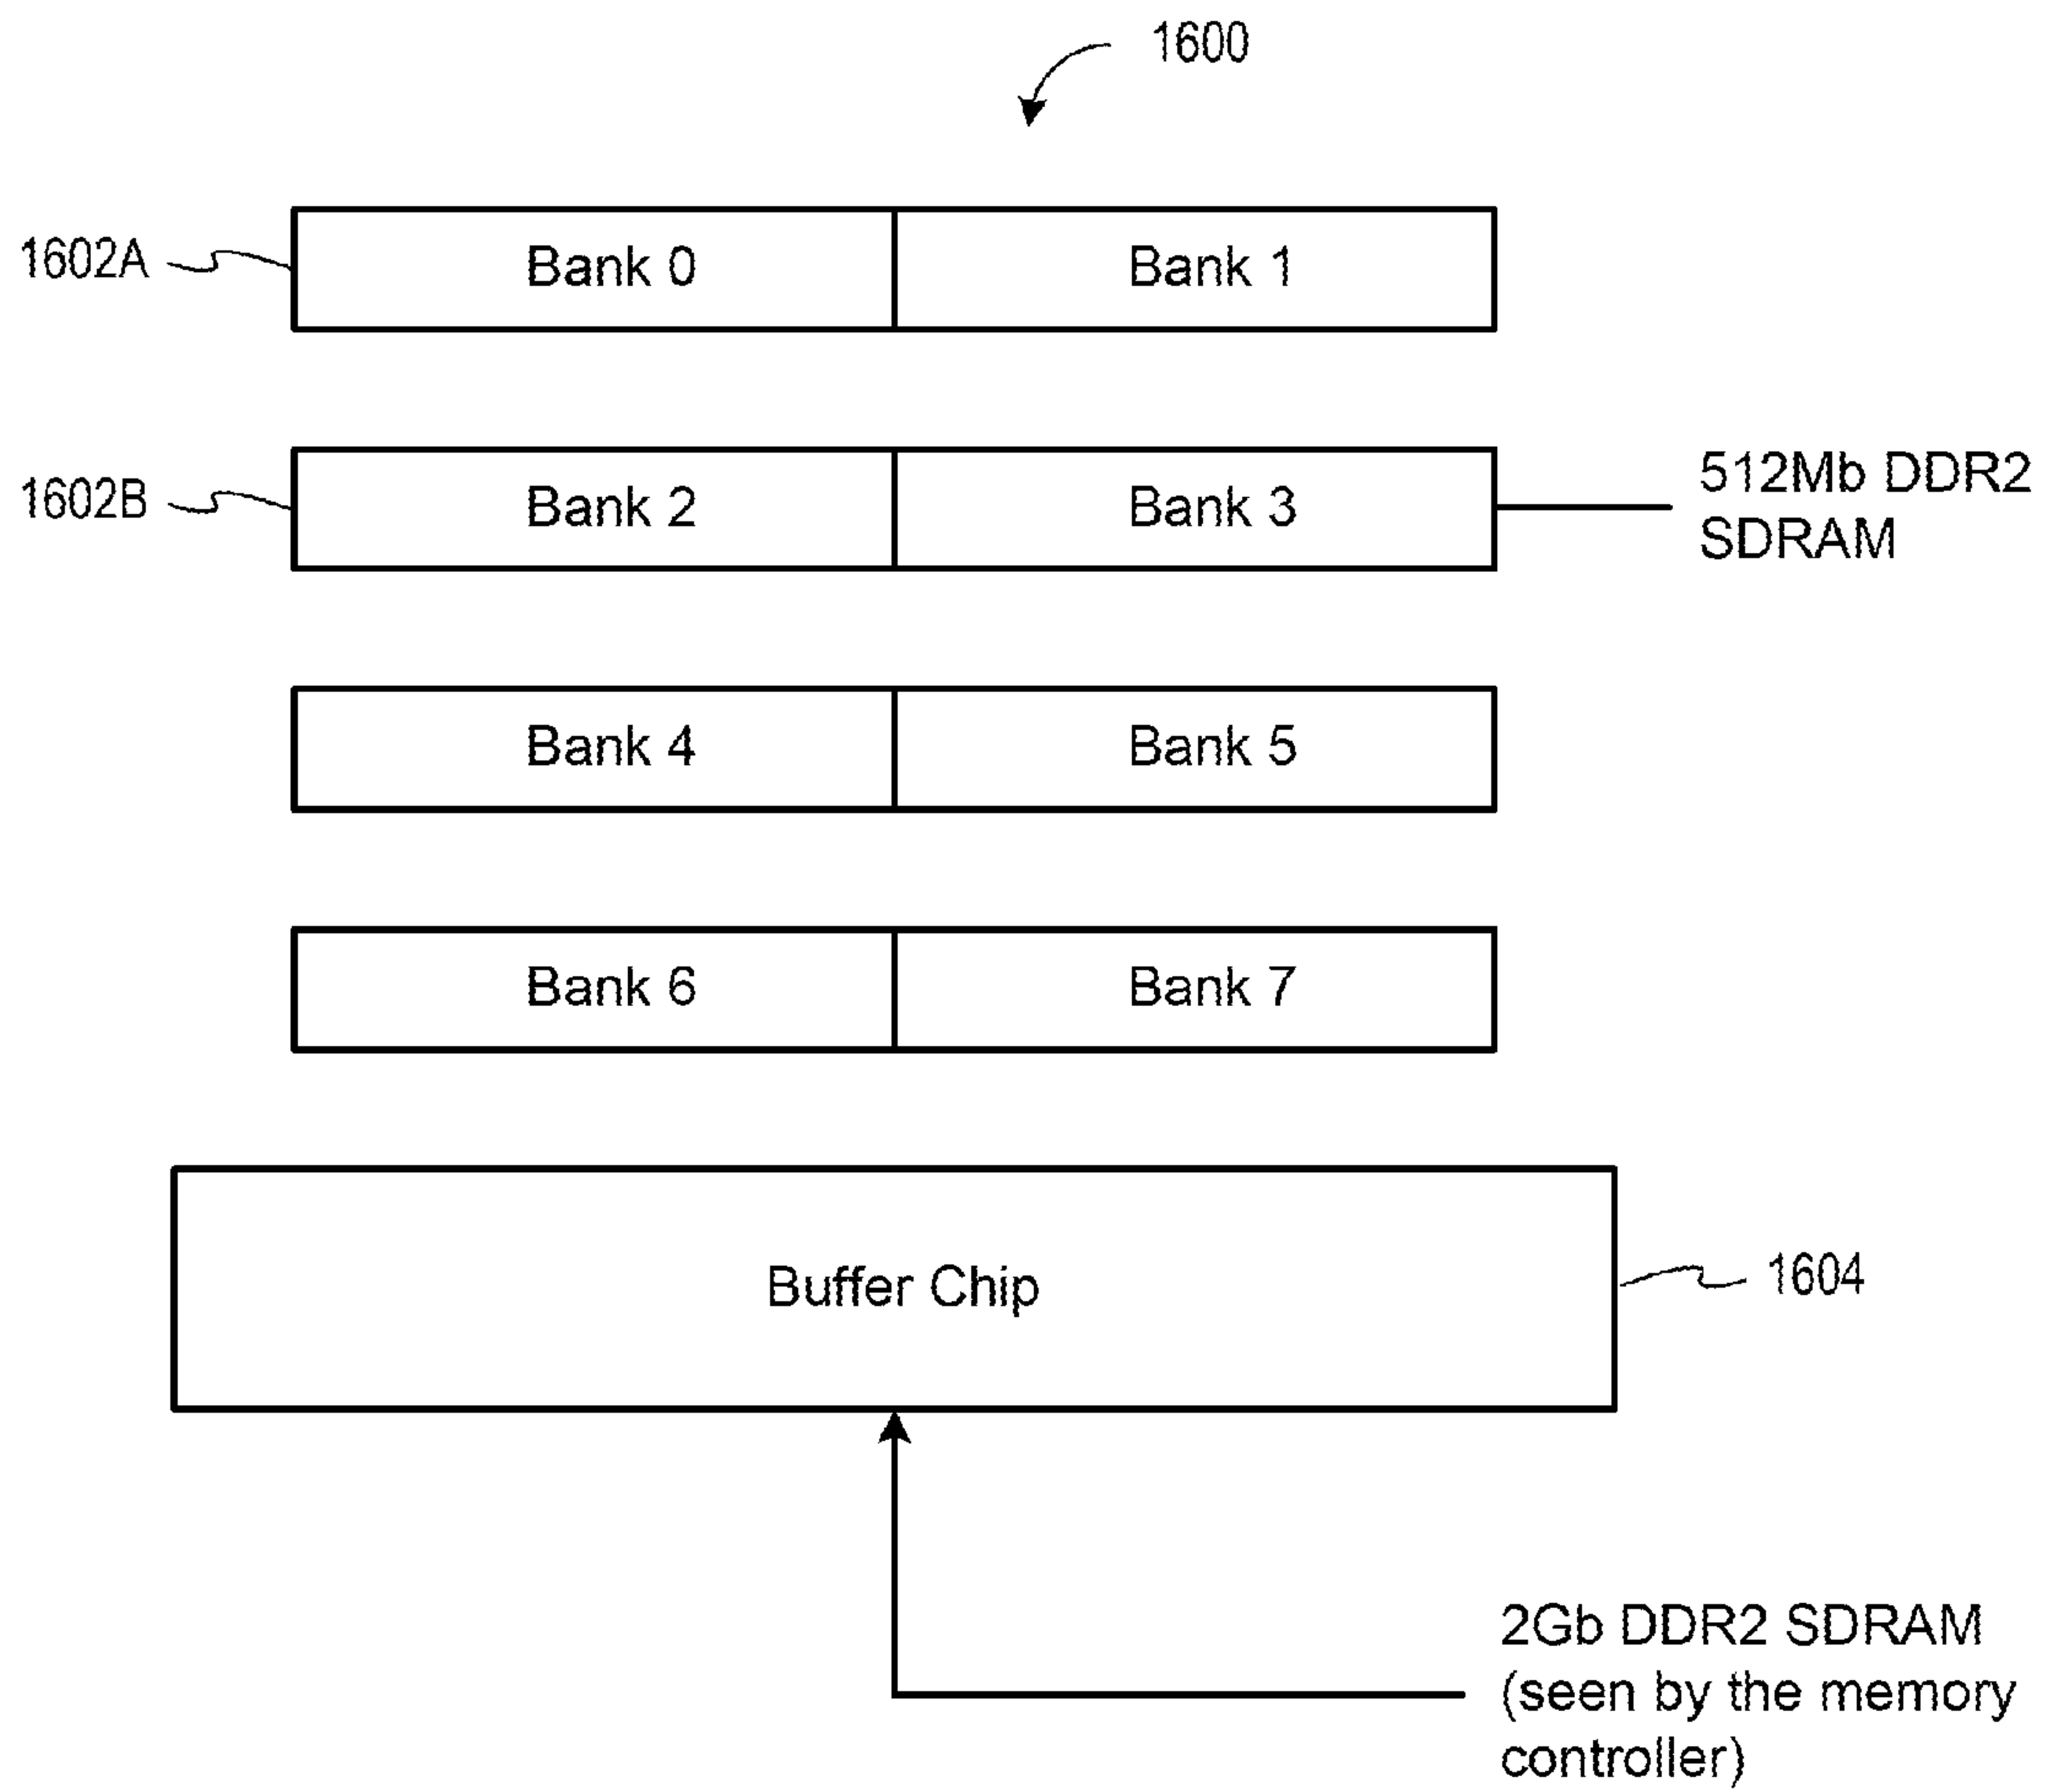 1600
1602A
Bank 0
Bank 1
1602B
Bank 2
Bank 3
512Mb DDR2
SDRAM
Bank 4
Bank 5
Bank 6
Bank 7
Buffer Chip
1604
2Gb DDR2 SDRAM
(seen by the memory
controller)